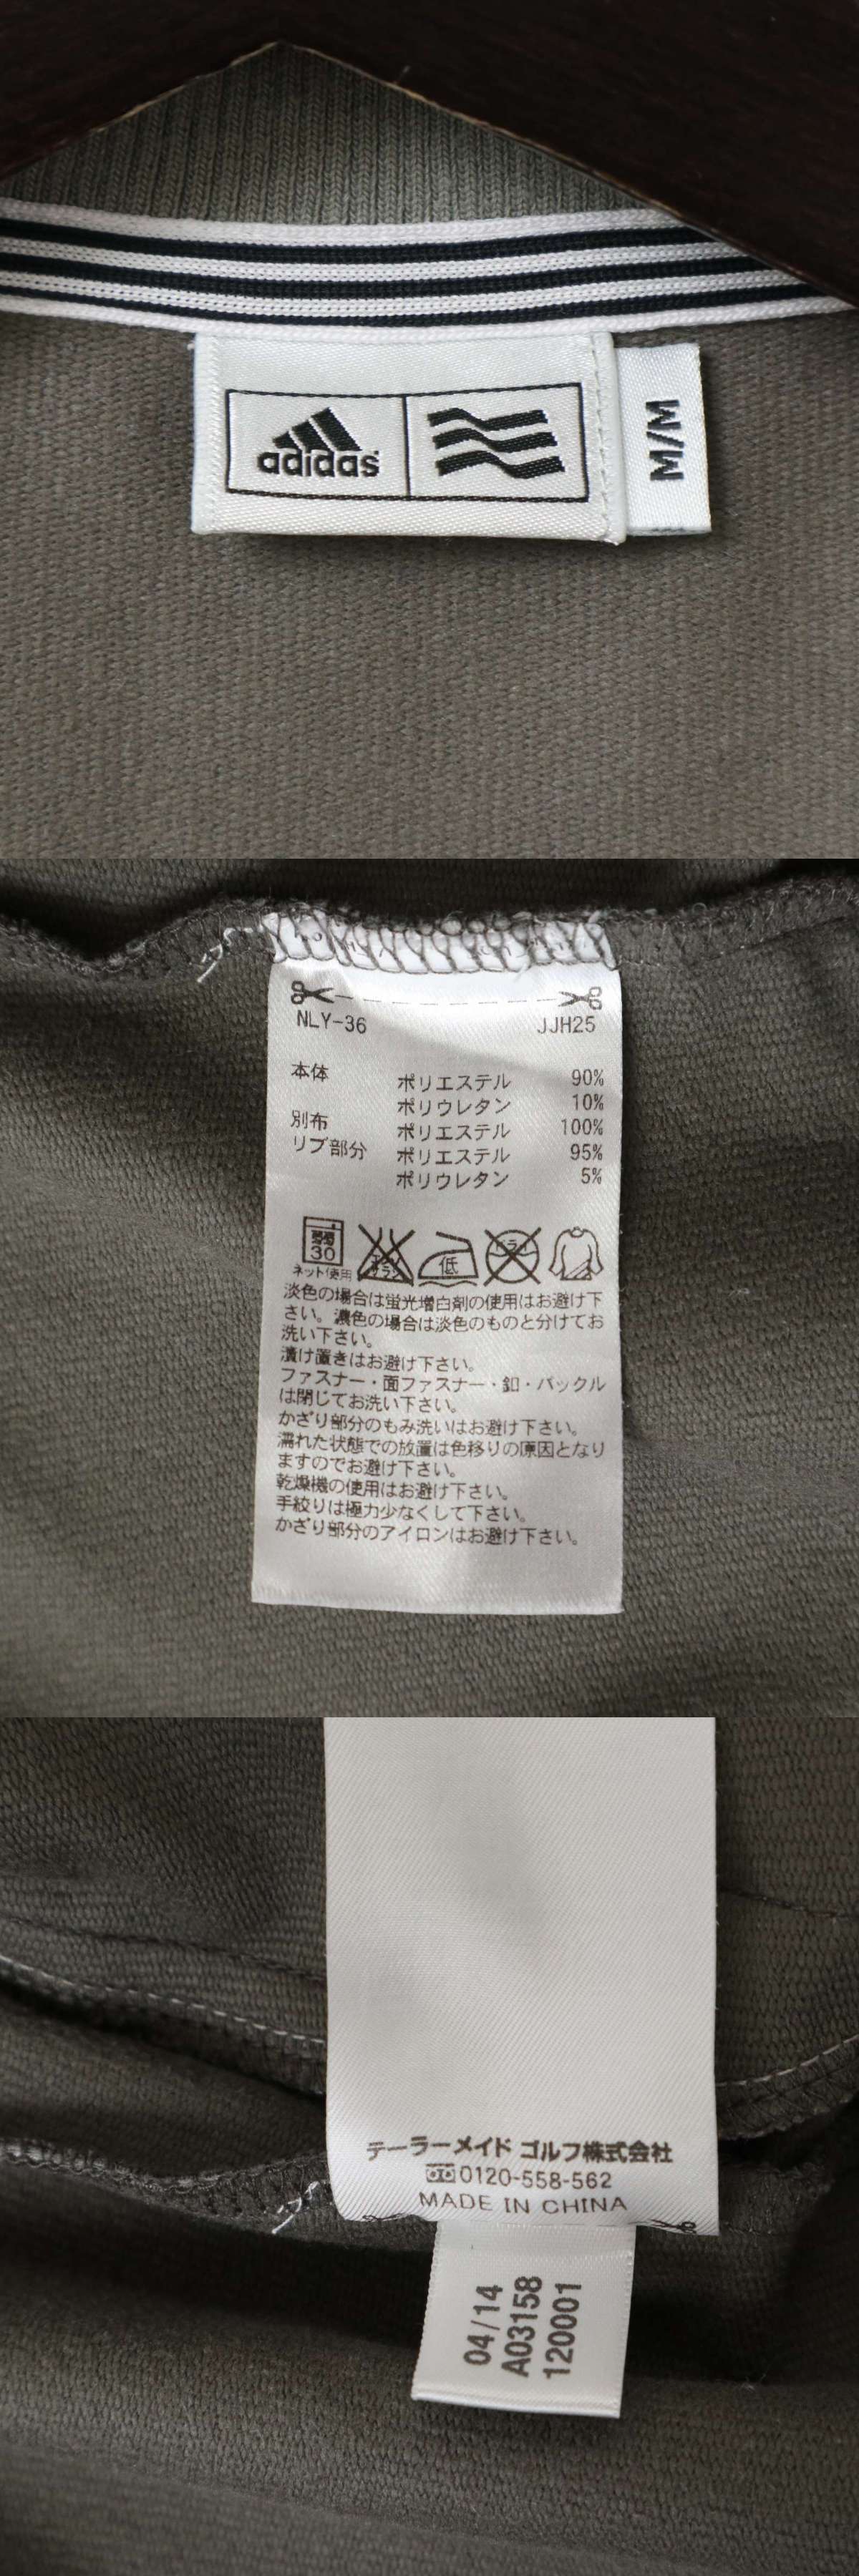 adidas
M/M
NLY-36 JJH25
本体 ポリエステル 90%
ポリウレタン 10%
別布 ポリエステル 100%
リブ部分 ポリエステル 95%
ポリウレタン 5%
弱
30
ネット使用
エンソ
サラシ
低
ドライ
淡色の場合は蛍光増白剤の使用はお避け下
さい。濃色の場合は淡色のものと分けてお
洗い下さい。
漬け置きはお避け下さい。
ファスナー・面ファスナー・釦・バックル
は閉じてお洗い下さい。
かざり部分のもみ洗いはお避け下さい。
濡れた状態での放置は色移りの原因となり
ますのでお避け下さい。
乾燥機の使用はお避け下さい。
手絞りは極力少なくして下さい。
かざり部分のアイロンはお避け下さい。
テーラーメイド ゴルフ株式会社
0120-558-562
MADE IN CHINA
04/14
A03158
120001